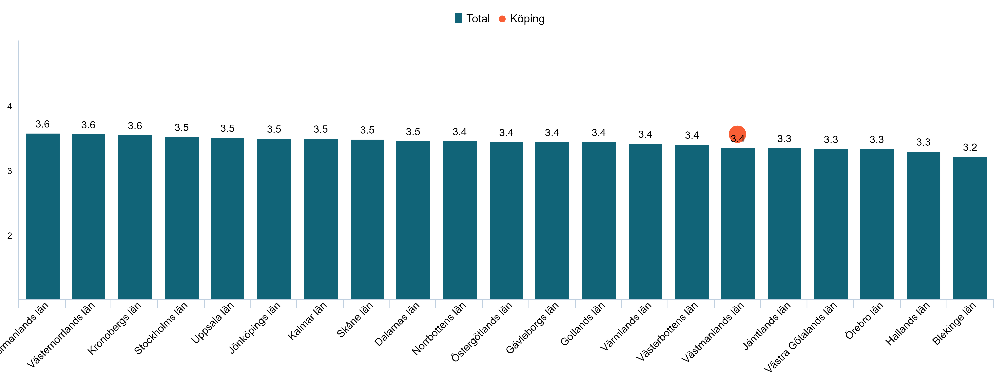 Total Köping
4
3.6 3.6 3.6 3.5 3.5 3.5 3.5 3.5 3.5 3.4 3.4 3.4 3.4 3.4 3.4 3.4 3.3 3.3 3.3 3.3 3.2
3
2
ermanlands län
Västernorrlands län
Kronobergs län
Stockholms län
Uppsala län
Jönköpings län
Kalmar län
Skåne län
Dalarnas län
Norrbottens län
Östergötlands län
Gävleborgs län
Gotlands län
Värmlands län
Västerbottens län
Västmanlands län
Jämtlands län
Västra Götalands län
Örebro län
Hallands län
Blekinge län